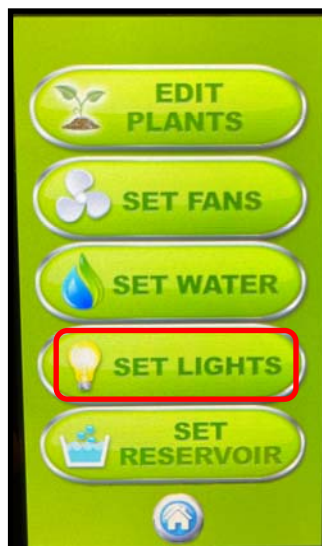 EDIT
PLANTS
SET FANS
SET WATER
SET LIGHTS
SET
RESERVOIR